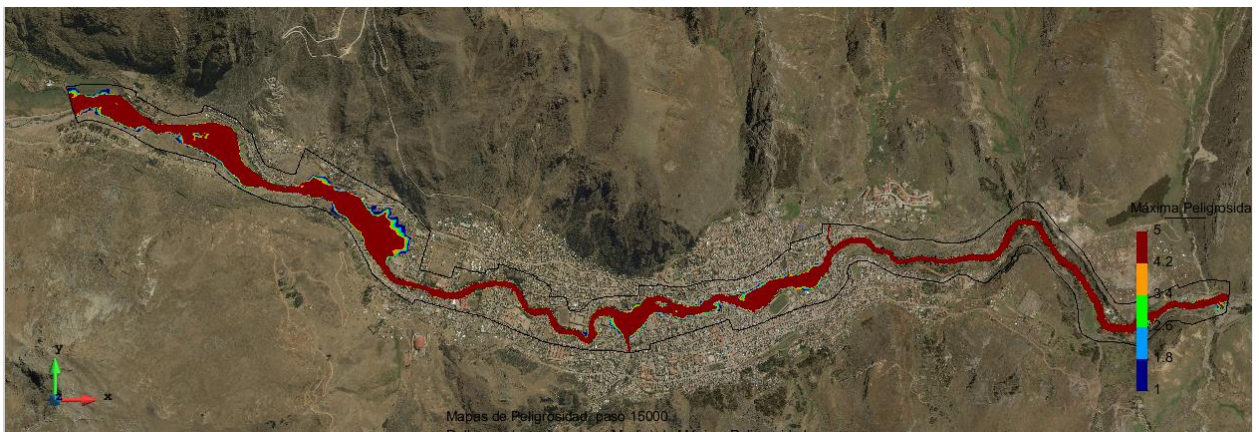 Máxima Peligrosida
5
4.2
3.4
2.6
1.8
1
y
z
x
Mapas de Peligrosidad, paso 15000.